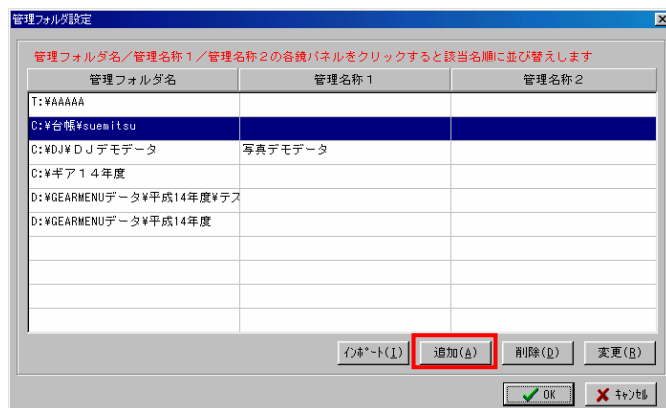 管理フォルダ設定
管理フォルダ名/管理名称1/管理名称2の各鏡パネルをクリックすると該当名順に並び替えします
管理フォルダ名 管理名称1 管理名称2
T:¥AAAAA
C:¥台帳¥suemitsu
C:¥DJ¥DJデモデータ 写真デモデータ
C:¥ギア14年度
D:¥GEARMENUデータ¥平成14年度¥テス
D:¥GEARMENUデータ¥平成14年度
インポート(I) 追加(A) 削除(D) 変更(R)
OK キャンセル